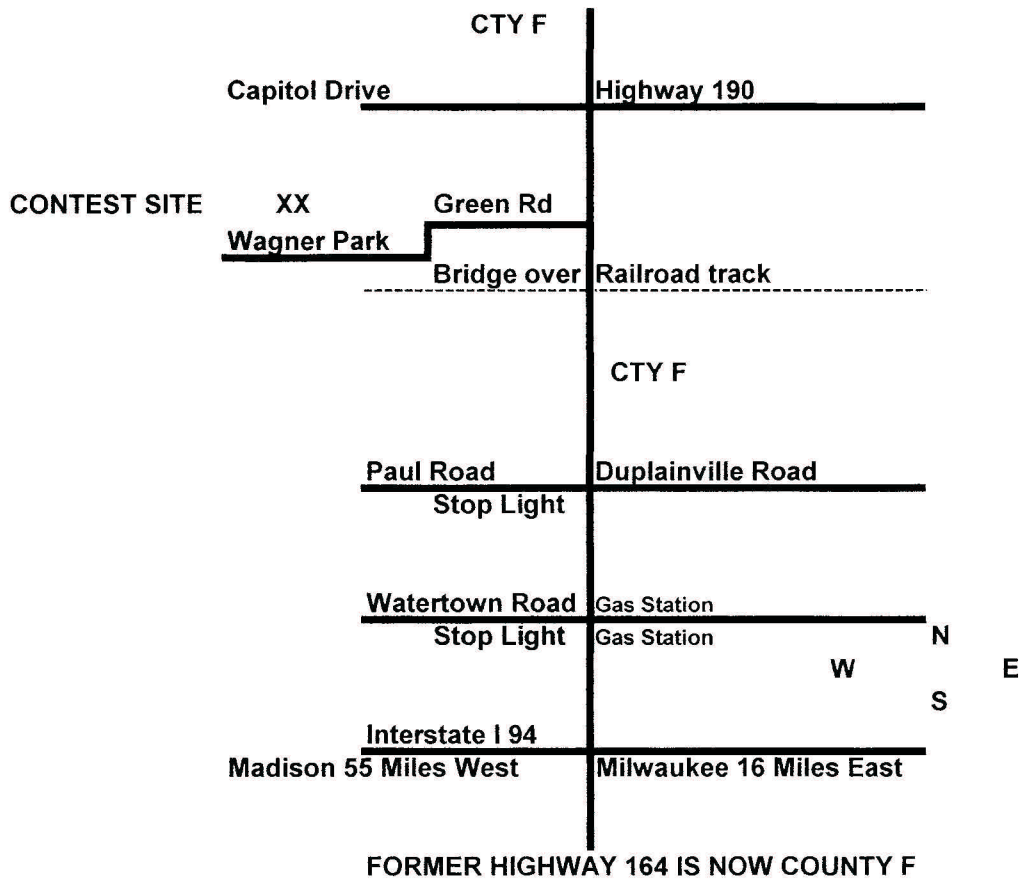 CTY F
Capitol Drive Highway 190
CONTEST SITE XX Green Rd
Wagner Park
Bridge over Railroad track
CTY F
Paul Road Duplainville Road
Stop Light
Watertown Road Gas Station
Stop Light Gas Station N
W E
S
Interstate I 94
Madison 55 Miles West Milwaukee 16 Miles East
FORMER HIGHWAY 164 IS NOW COUNTY F